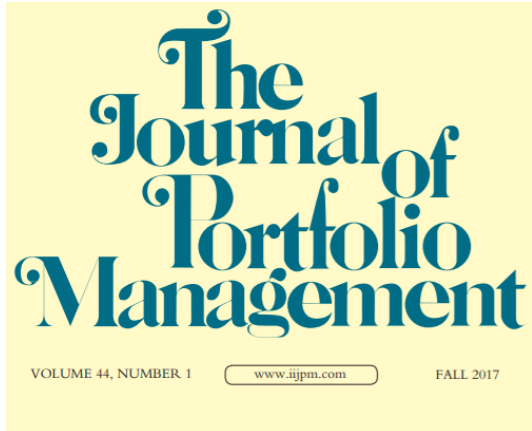 The
Journal
of
Portfolio
Management
VOLUME 44, NUMBER 1
www.iijpm.com
FALL 2017